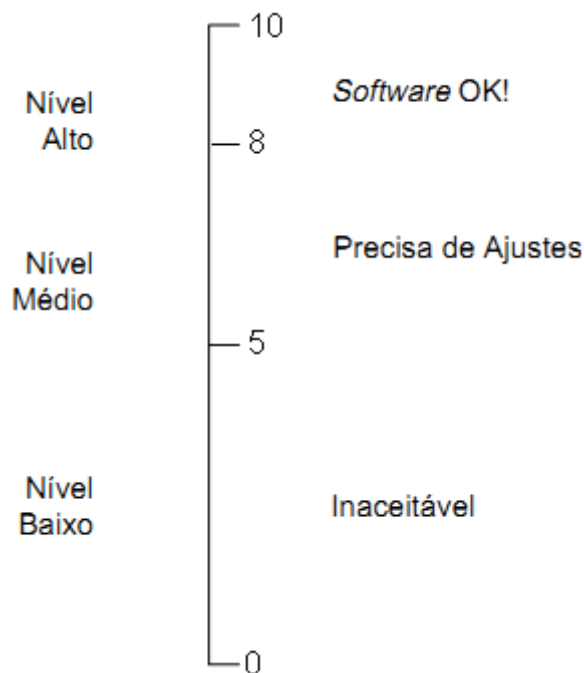 10
Software OK!
Nível
Alto
8
Precisa de Ajustes
Nível
Médio
5
Nível
Baixo
Inaceitável
0